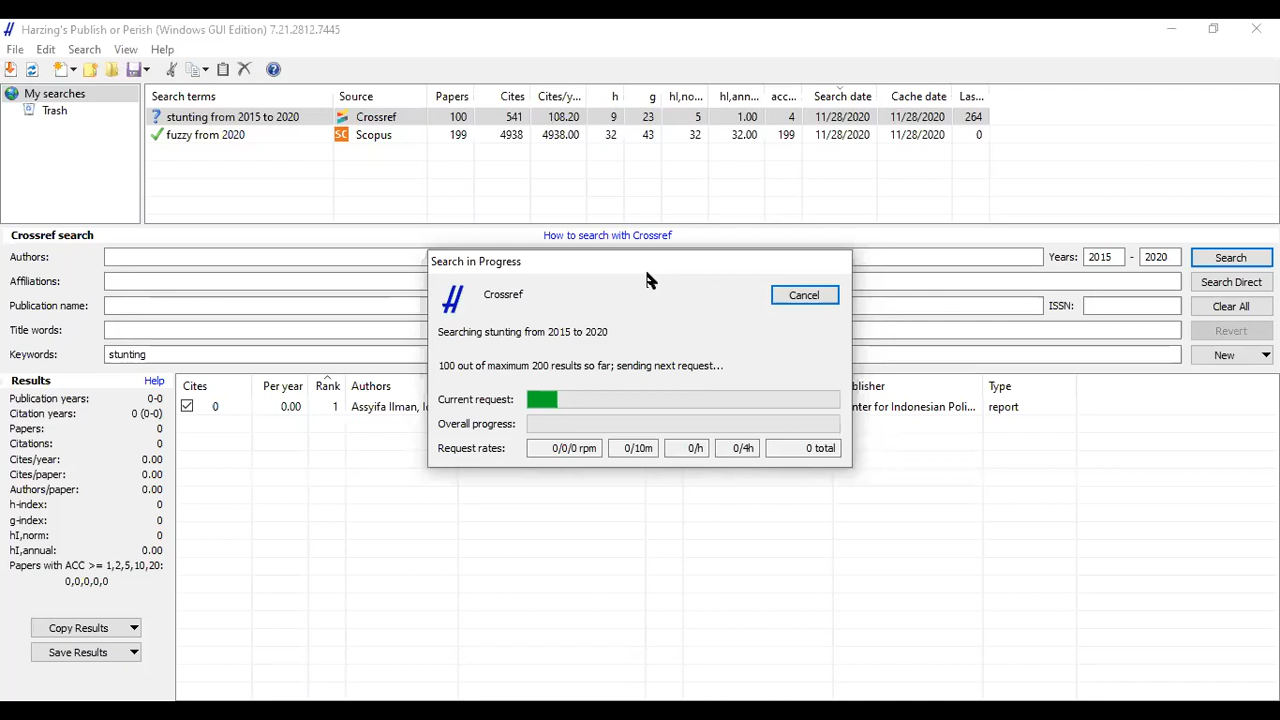 Harzing's Publish or Perish (Windows GUI Edition) 7.21.2812.7445
File Edit Search View Help
My searches
Trash
Search terms Source Papers Cites Cites/y... h g hI,no... hI,ann... acc... Search date Cache date Las...
stunting from 2015 to 2020 Crossref 100 541 108.20 9 23 5 1.00 4 11/28/2020 11/28/2020 264
fuzzy from 2020 SC Scopus 199 4938 4938.00 32 43 32 32.00 199 11/28/2020 11/28/2020 0
Crossref search How to search with Crossref
Authors: Years: 2015 - 2020 Search
Affiliations: Search Direct
Publication name: ISSN: Clear All
Title words: Revert
Keywords: stunting New
Search in Progress
Crossref Cancel
Searching stunting from 2015 to 2020
100 out of maximum 200 results so far; sending next request...
Current request:
Overall progress:
Request rates: 0/0/0 rpm 0/10m 0/h 0/4h 0 total
Results Help
Publication years: 0-0
Citation years: 0 (0-0)
Papers: 0
Citations: 0
Cites/year: 0.00
Cites/paper: 0.00
Authors/paper: 0.00
h-index: 0
g-index: 0
hI,norm: 0
hI,annual: 0.00
Papers with ACC >= 1,2,5,10,20:
0,0,0,0,0
Copy Results
Save Results
Cites Per year Rank Authors blisher Type
0 0.00 1 Assyifa Ilman, I nter for Indonesian Poli... report